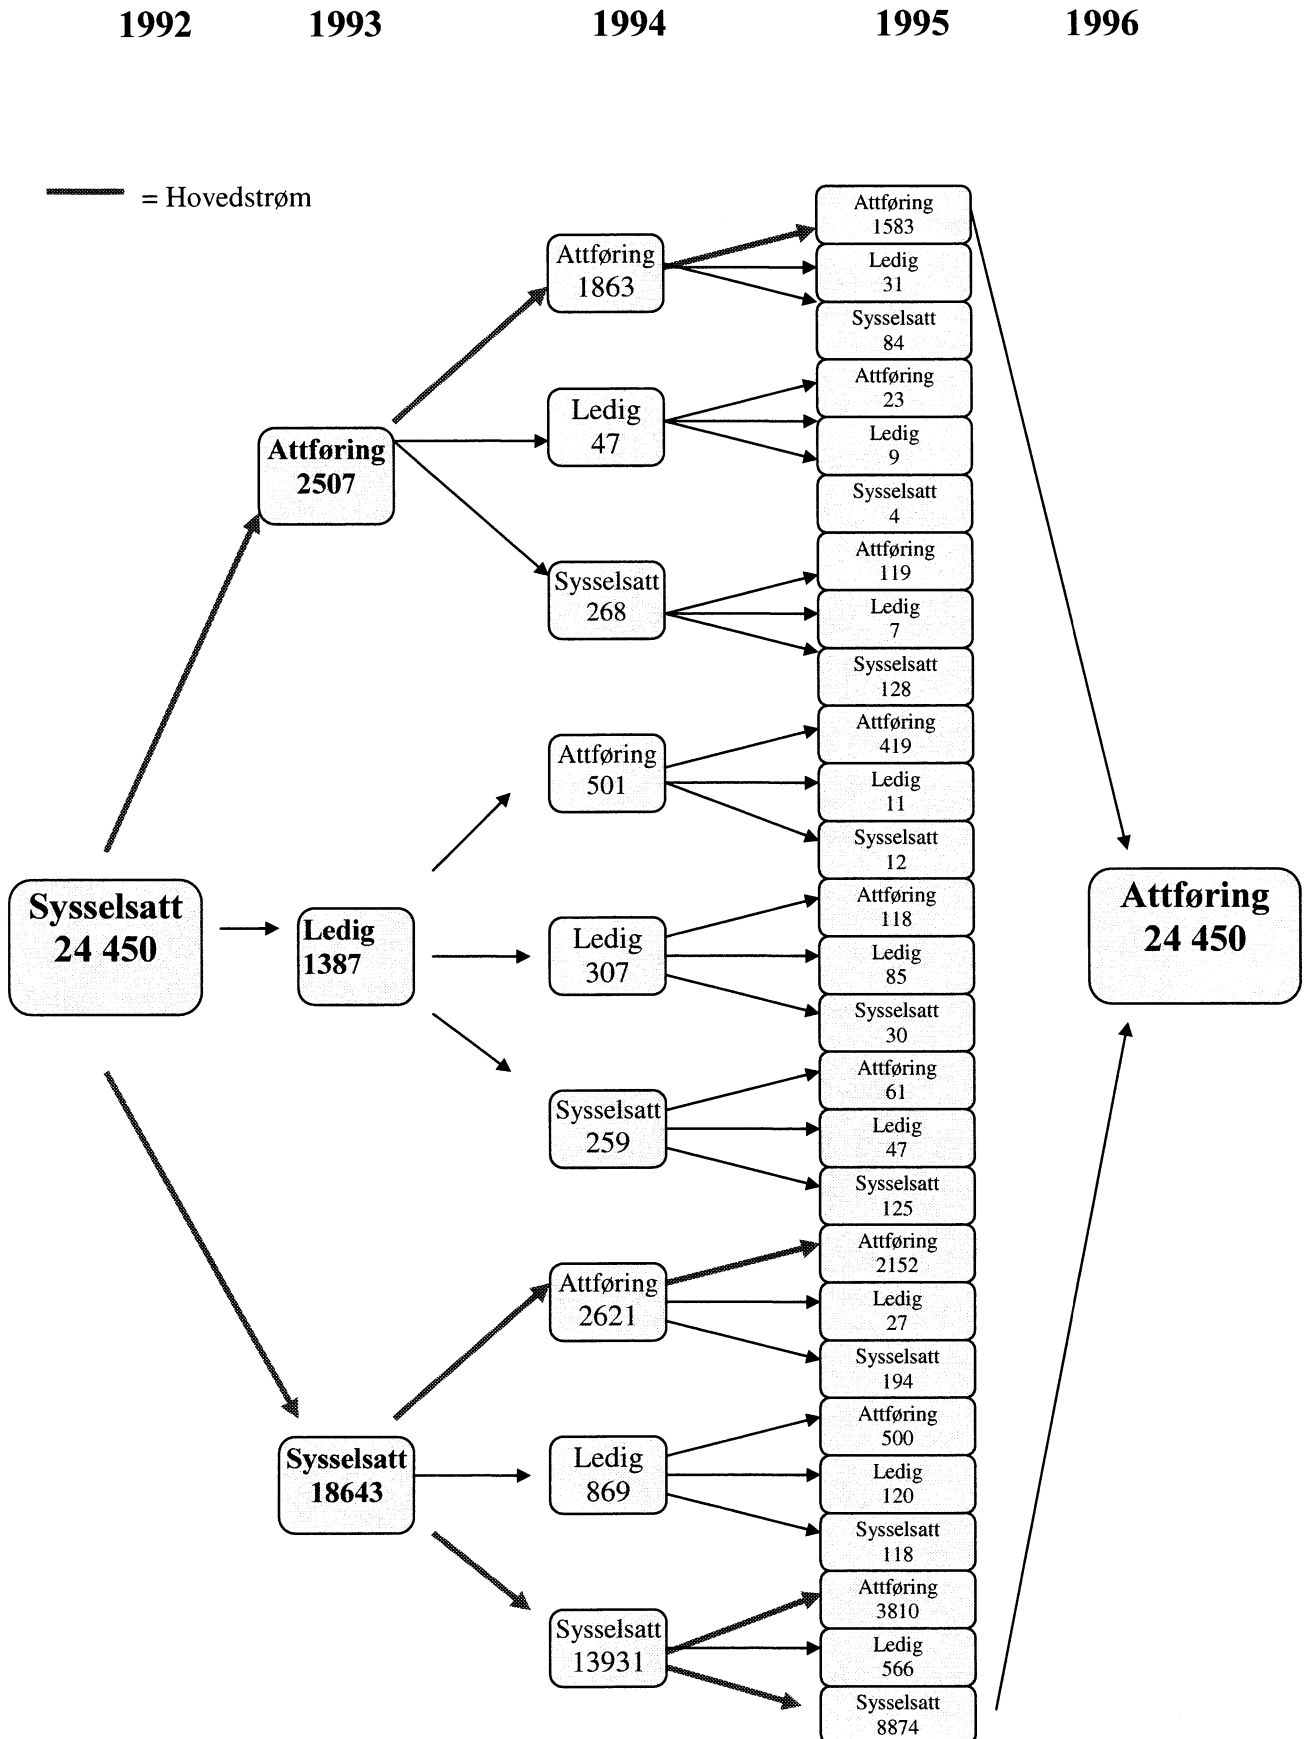 1992 1993 1994 1995 1996
= Hovedstrøm
Sysselsatt
24 450
Attføring
2507
Ledig
1387
Sysselsatt
18643
Attføring
1863
Ledig
47
Sysselsatt
268
Attføring
501
Ledig
307
Sysselsatt
259
Attføring
2621
Ledig
869
Sysselsatt
13931
Attføring
1583
Ledig
31
Sysselsatt
84
Attføring
23
Ledig
9
Sysselsatt
4
Attføring
119
Ledig
7
Sysselsatt
128
Attføring
419
Ledig
11
Sysselsatt
12
Attføring
118
Ledig
85
Sysselsatt
30
Attføring
61
Ledig
47
Sysselsatt
125
Attføring
2152
Ledig
27
Sysselsatt
194
Attføring
500
Ledig
120
Sysselsatt
118
Attføring
3810
Ledig
566
Sysselsatt
8874
Attføring
24 450